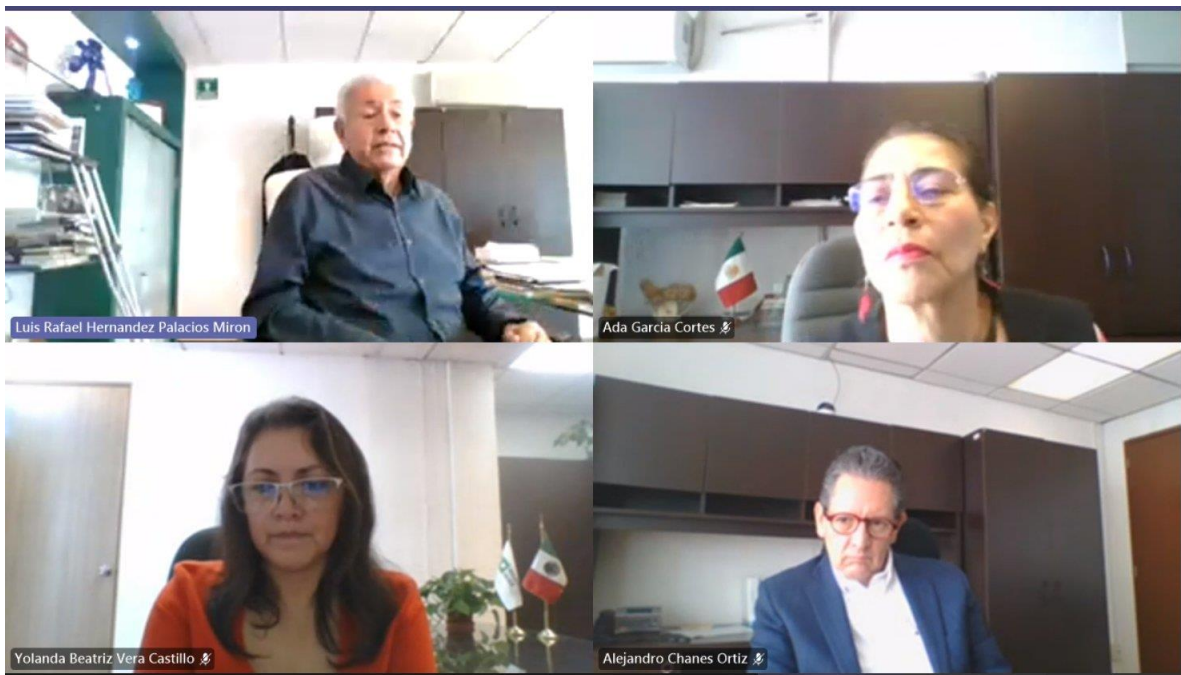 Luis Rafael Hernandez Palacios Miron
Ada Garcia Cortes
Yolanda Beatriz Vera Castillo
Alejandro Chanes Ortiz